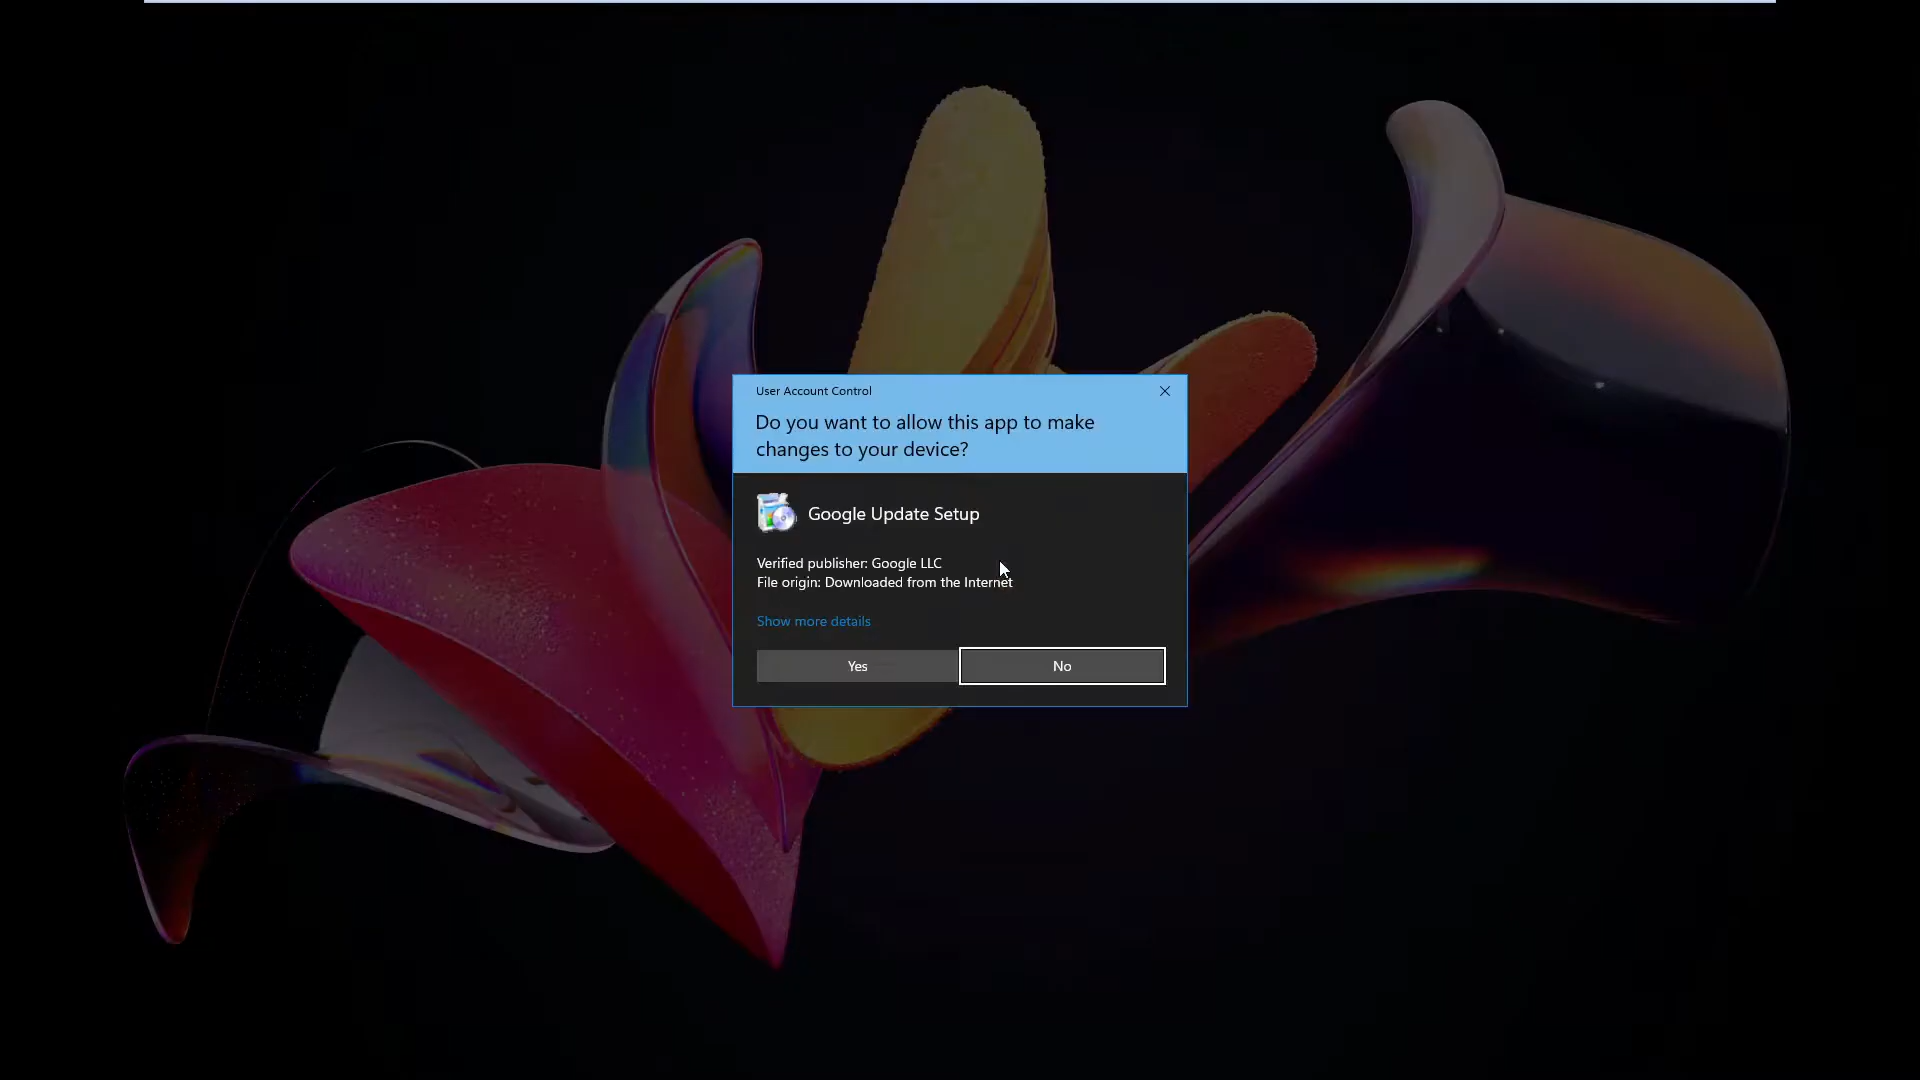 User Account Control
Do you want to allow this app to make
changes to your device?
Google Update Setup
Verified publisher: Google LLC
File origin: Downloaded from the Internet
Show more details
Yes
No